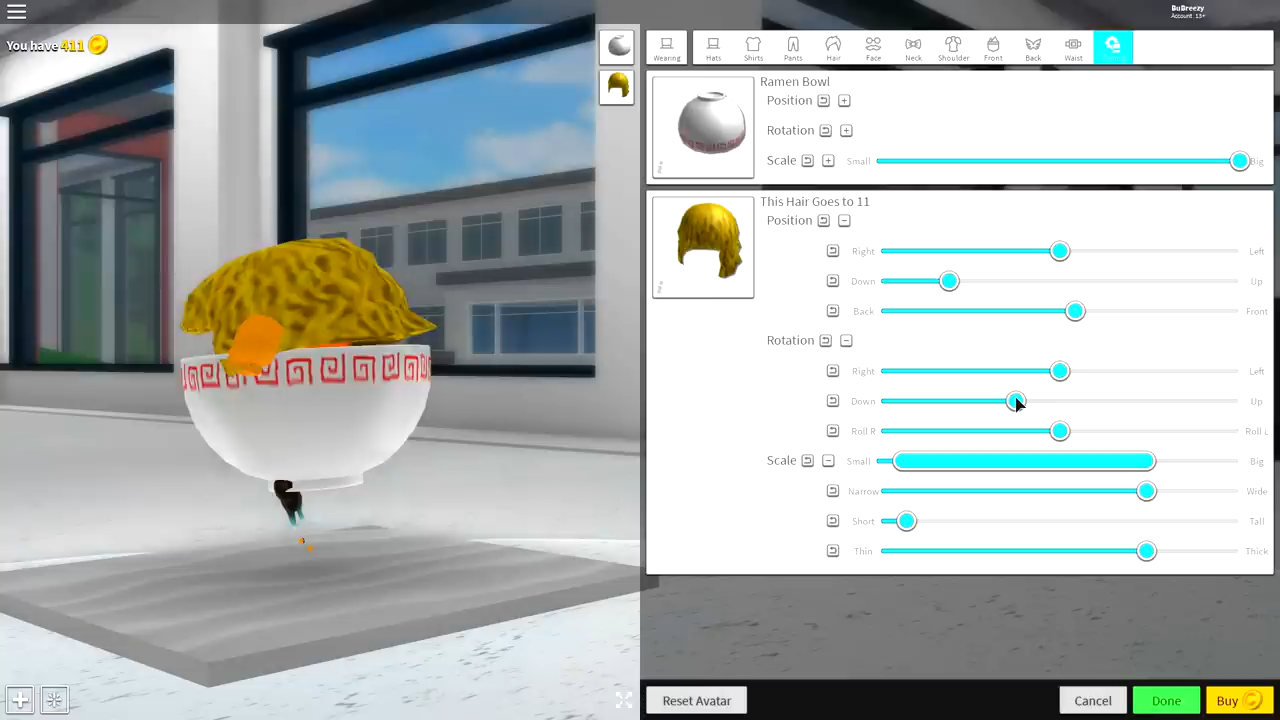 BuBreezy
Account: 13+
You have 411
Wearing
Hats
Shirts
Pants
Hair
Face
Neck
Shoulder
Front
Back
Waist
Ramen Bowl
Position
Rotation
Scale
Small
Big
This Hair Goes to 11
Position
Right
Left
Down
Up
Back
Front
Rotation
Right
Left
Down
Up
Roll R
Roll L
Scale
Small
Big
Narrow
Wide
Short
Tall
Thin
Thick
Reset Avatar
Cancel
Done
Buy